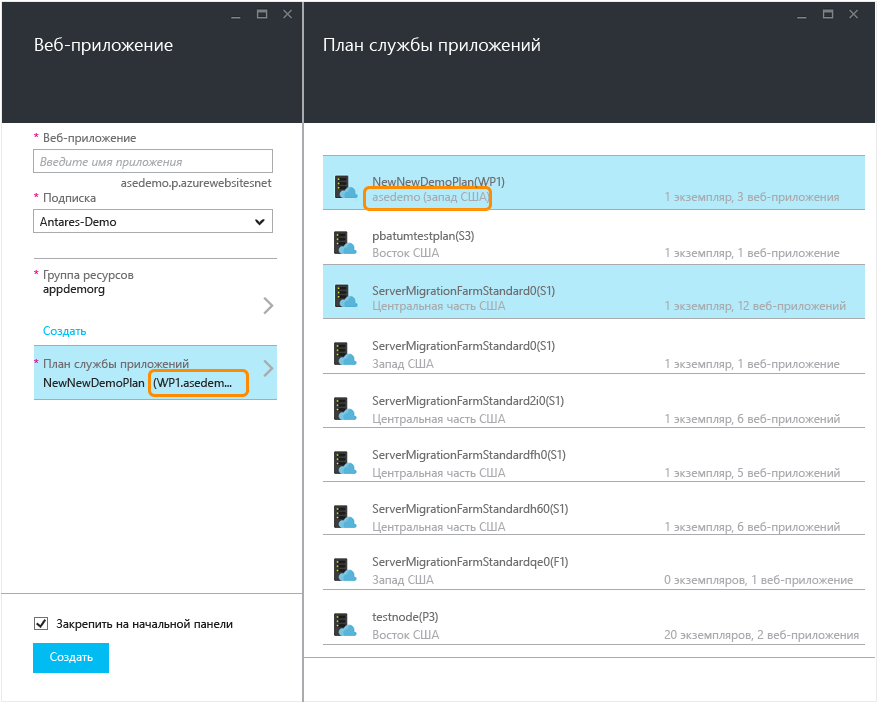 Веб-приложение
* Веб-приложение
Введите имя приложения
asedemo.p.azurewebsitesnet
* Подписка
Antares-Demo
* Группа ресурсов
appdemorg
Создать
* План службы приложений
NewNewDemoPlan (WP1.asedem...
Закрепить на начальной панели
Создать
План службы приложений
NewNewDemoPlan(WP1)
asedemo (запад США) 1 экземпляр, 3 веб-приложения
pbatumtestplan(S3)
Восток США 1 экземпляр, 1 веб-приложение
ServerMigrationFarmStandard0(S1)
Центральная часть США 1 экземпляр, 12 веб-приложений
ServerMigrationFarmStandard0(S1)
Запад США 1 экземпляр, 1 веб-приложение
ServerMigrationFarmStandard2i0(S1)
Центральная часть США 1 экземпляр, 6 веб-приложений
ServerMigrationFarmStandardfh0(S1)
Центральная часть США 1 экземпляр, 5 веб-приложений
ServerMigrationFarmStandardh60(S1)
Центральная часть США 1 экземпляр, 6 веб-приложений
ServerMigrationFarmStandardqe0(F1)
Запад США 0 экземпляров, 1 веб-приложение
testnode(P3)
Восток США 20 экземпляров, 2 веб-приложения